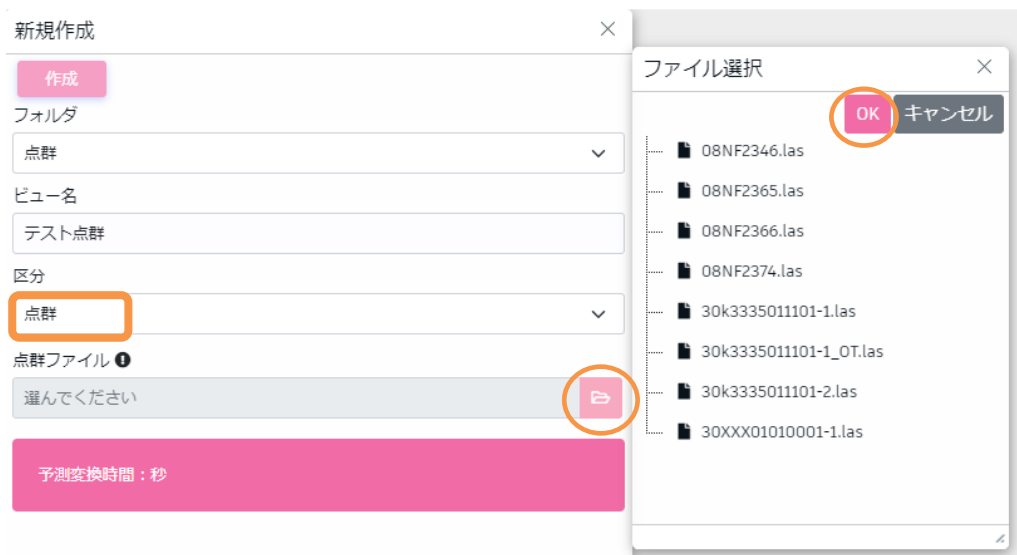 新規作成
作成
フォルダ
点群
ビュー名
テスト点群
区分
点群
点群ファイル
選んでください
予測変換時間：秒
ファイル選択
OK キャンセル
08NF2346.las
08NF2365.las
08NF2366.las
08NF2374.las
30k3335011101-1.las
30k3335011101-1_OT.las
30k3335011101-2.las
30XXX01010001-1.las